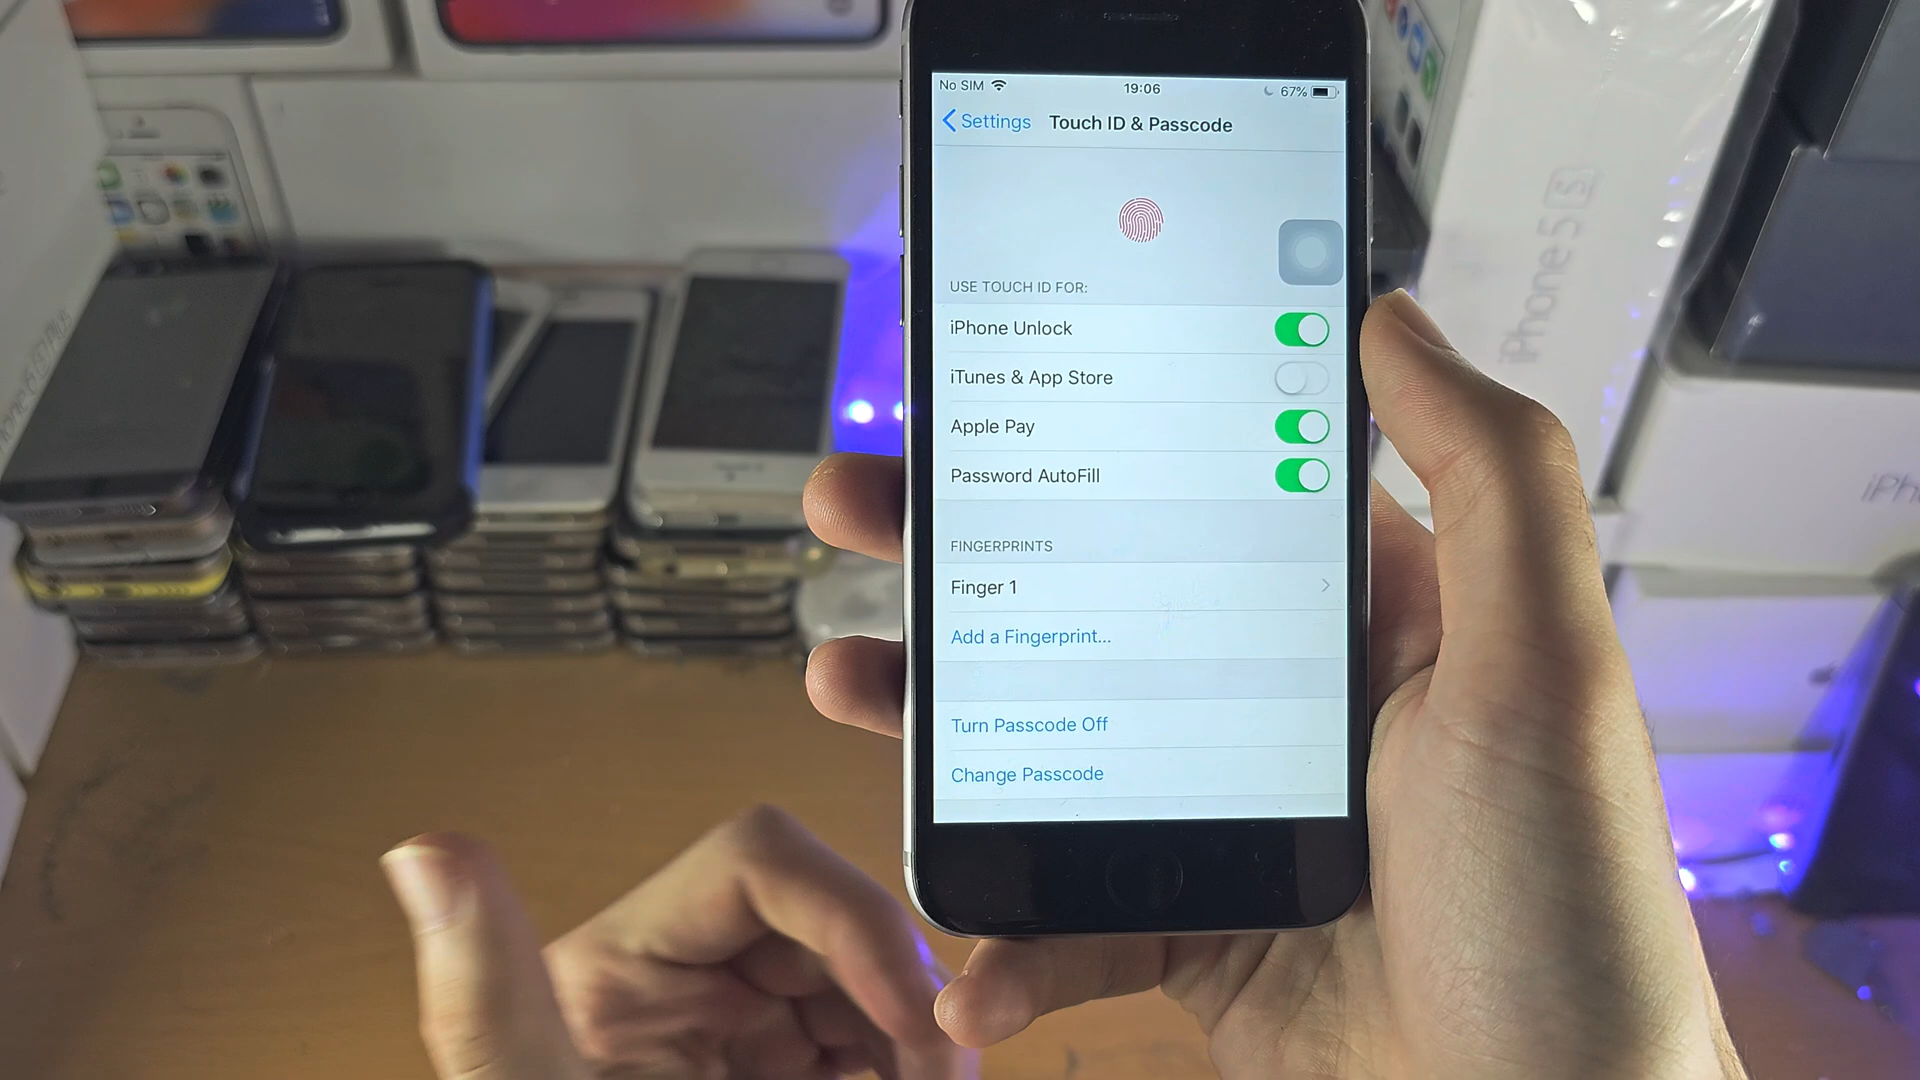 No SIM
19:06
67%
Settings
Touch ID & Passcode
USE TOUCH ID FOR:
iPhone Unlock
iTunes & App Store
Apple Pay
Password AutoFill
FINGERPRINTS
Finger 1
Add a Fingerprint...
Turn Passcode Off
Change Passcode
iPhone 5 S